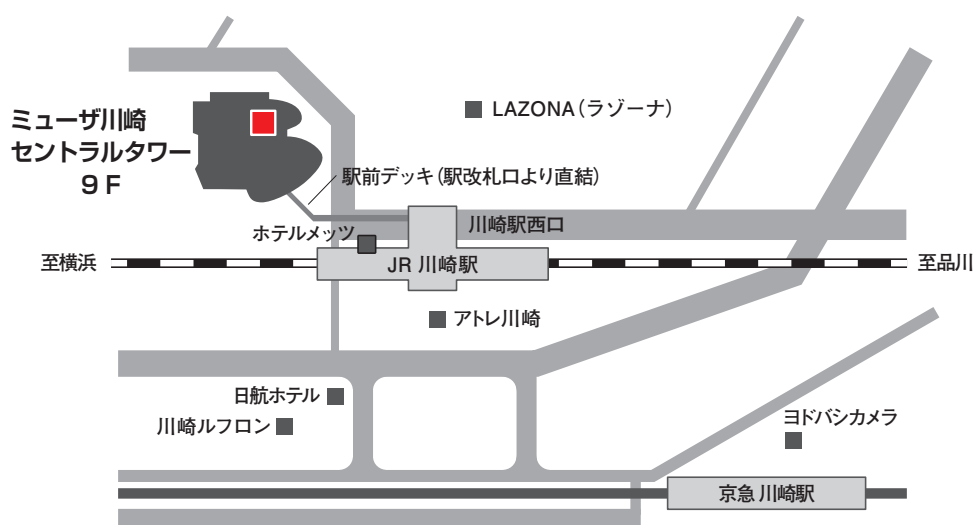 ミューザ川崎
セントラルタワー
9F
LAZONA（ラゾーナ）
駅前デッキ（駅改札口より直結）
川崎駅西口
ホテルメッツ
至横浜
JR 川崎駅
至品川
アトレ川崎
日航ホテル
川崎ルフロン
ヨドバシカメラ
京急 川崎駅